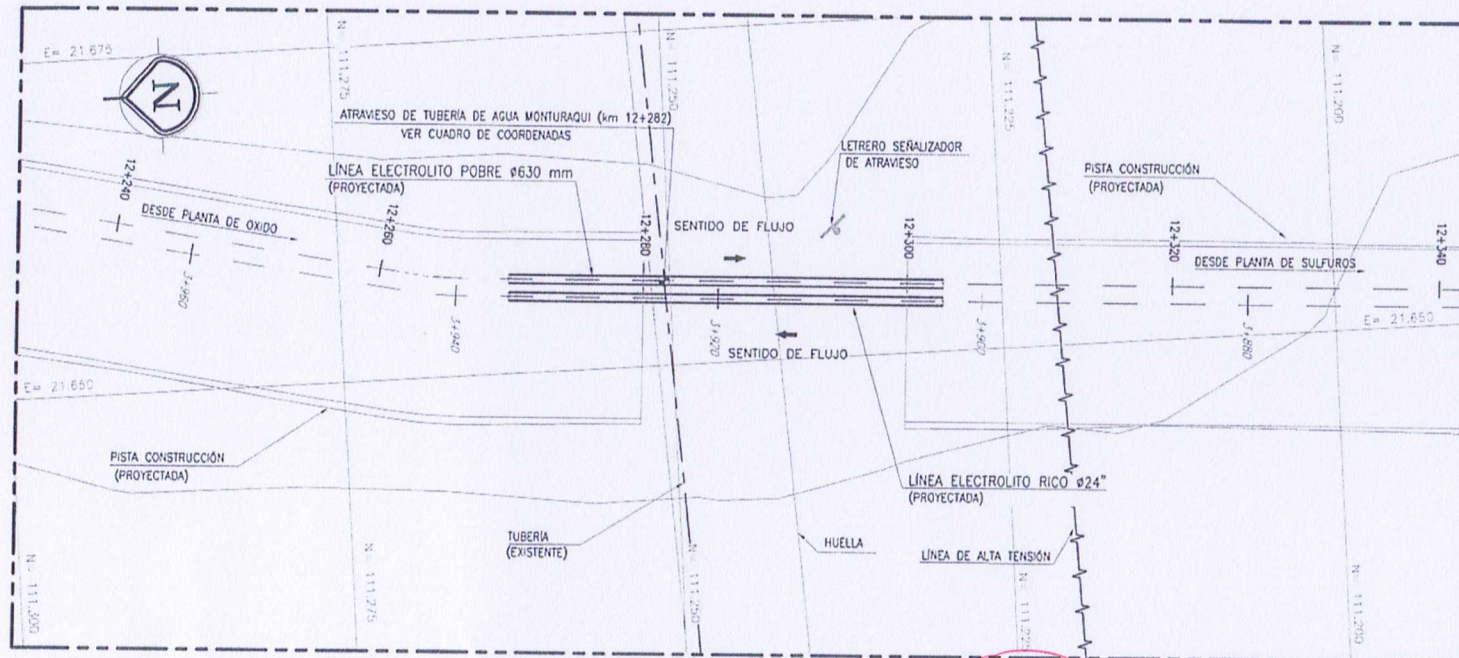 E= 21.675
N= 111.275
N= 111.250
N= 111.225
N= 111.200
N
ATRAVIESO DE TUBERÍA DE AGUA MONTURAQUI (km 12+282)
VER CUADRO DE COORDENADAS
LETRERO SEÑALIZADOR
DE ATRAVIESO
LÍNEA ELECTROLITO POBRE ø630 mm
(PROYECTADA)
PISTA CONSTRUCCIÓN
(PROYECTADA)
12+240
DESDE PLANTA DE OXIDO
12+260
12+280
SENTIDO DE FLUJO
12+300
12+320
12+340
DESDE PLANTA DE SULFUROS
3+960
3+940
3+920
3+900
3+880
E= 21.650
SENTIDO DE FLUJO
E= 21.650
PISTA CONSTRUCCIÓN
(PROYECTADA)
LÍNEA ELECTROLITO RICO ø24"
(PROYECTADA)
TUBERÍA
(EXISTENTE)
HUELLA
LÍNEA DE ALTA TENSIÓN
N= 111.300
N= 111.275
N= 111.250
N= 111.225
N= 111.200